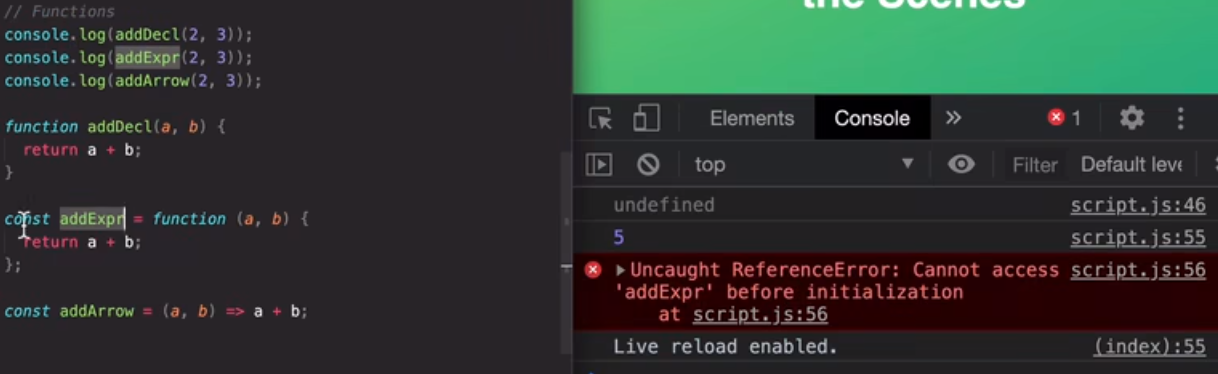 // Functions
console.log(addDecl(2, 3));
console.log(addExpr(2, 3));
console.log(addArrow(2, 3));
function addDecl(a, b) {
return a + b;
}
const addExpr = function (a, b) {
return a + b;
};
const addArrow = (a, b) => a + b;
the Scenes
Elements Console » 1
top Filter Default leve
undefined script.js:46
5 script.js:55
Uncaught ReferenceError: Cannot access script.js:56
'addExpr' before initialization
at script.js:56
Live reload enabled. (index):55